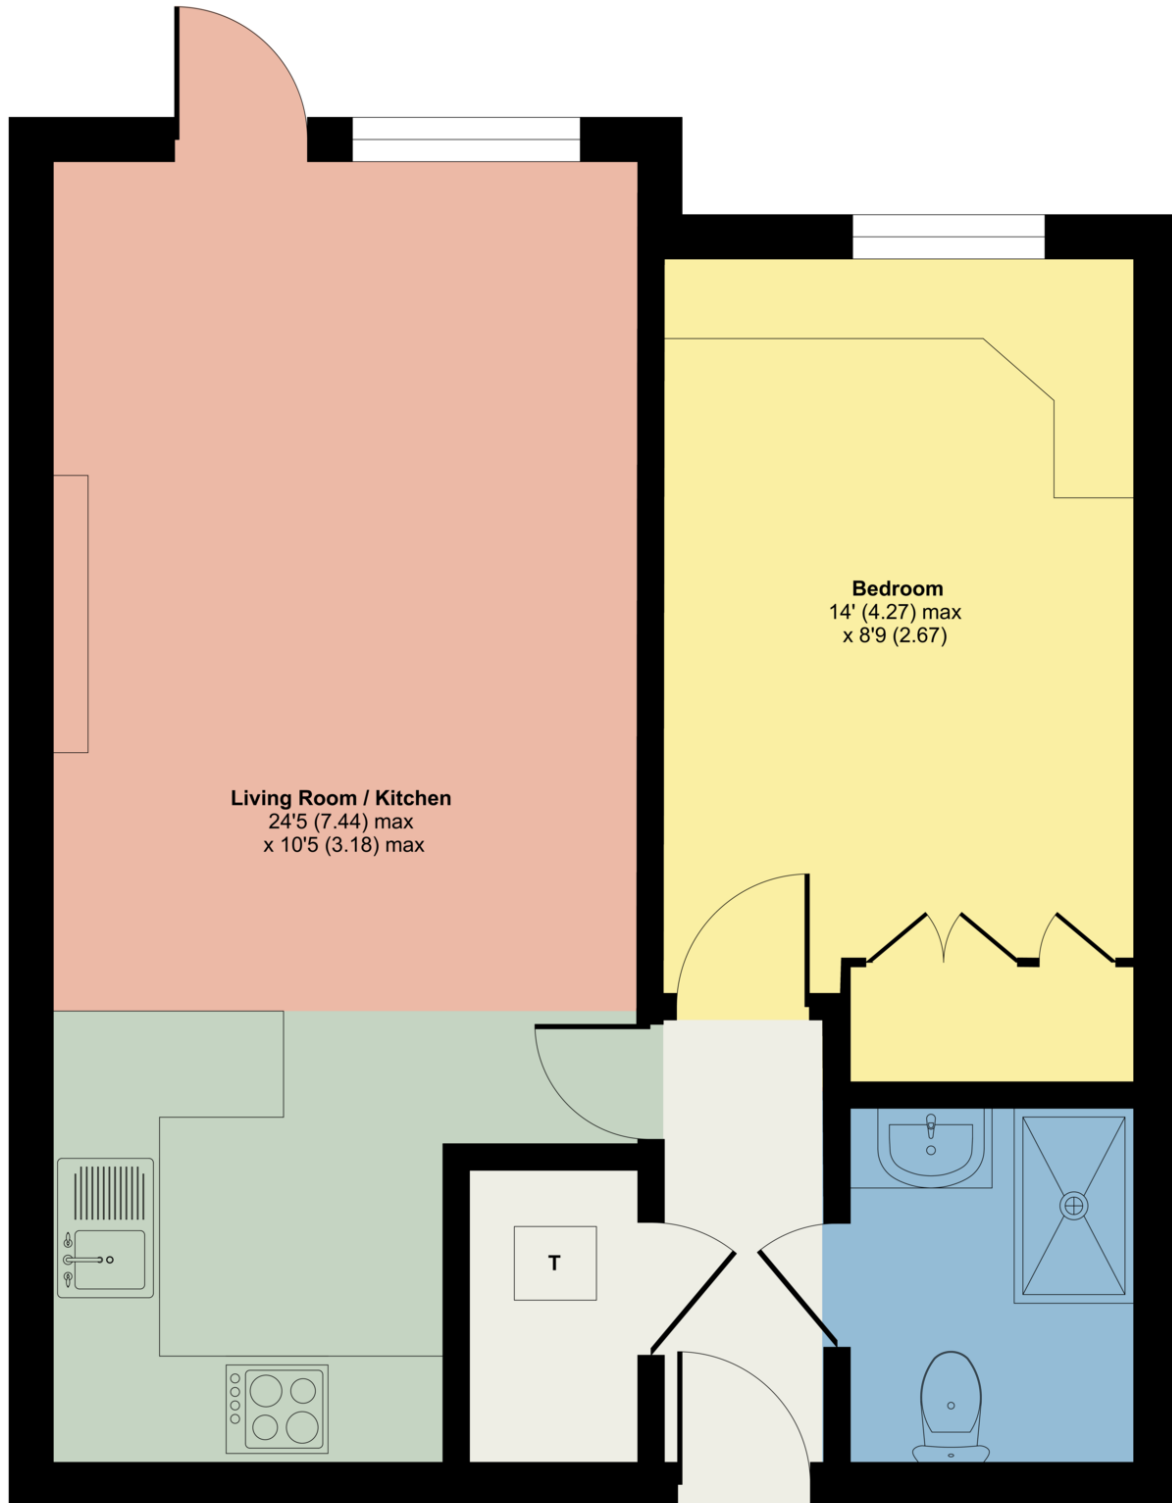 Bedroom
14' (4.27) max
x 8'9 (2.67)
Living Room / Kitchen
24'5 (7.44) max
x 10'5 (3.18) max
T